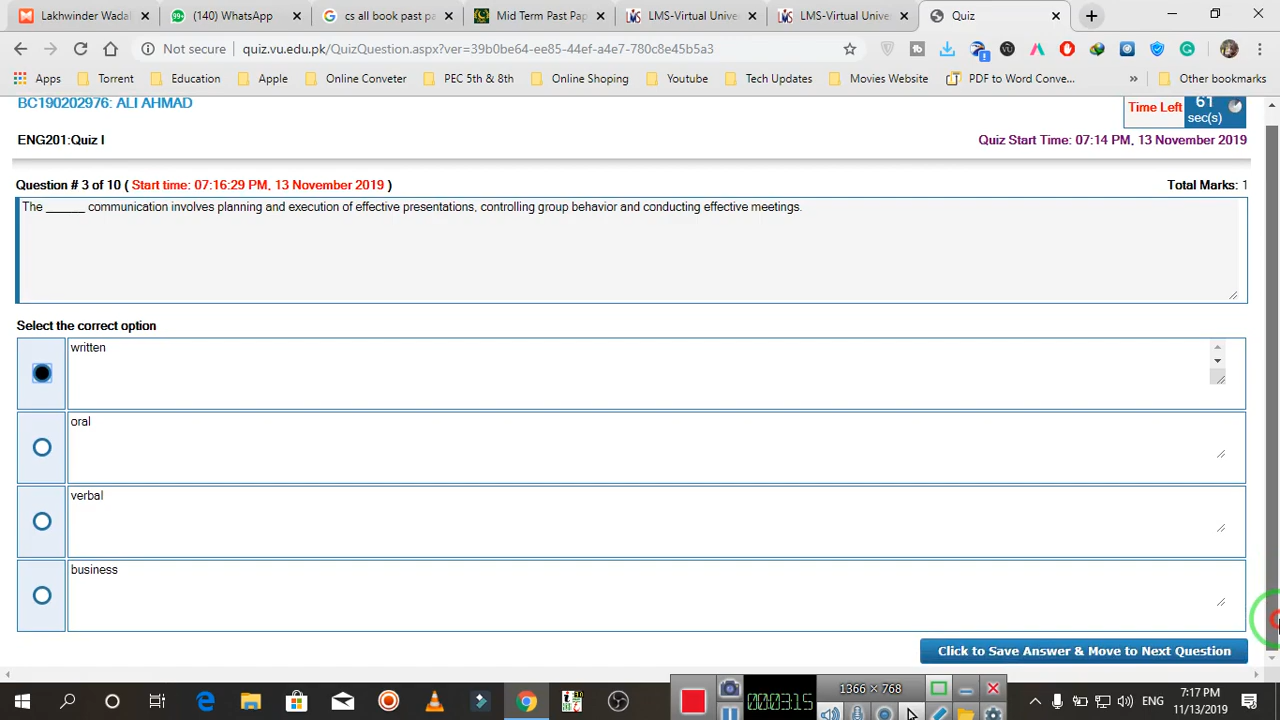 Lakhwinder Wadal
(140) WhatsApp
cs all book past pa
Mid Term Past Pap
LMS-Virtual Unive
LMS-Virtual Unive
Quiz
Not secure
quiz.vu.edu.pk/QuizQuestion.aspx?ver=39b0be64-ee85-44ef-a4e7-780c8e45b5a3
Apps
Torrent
Education
Apple
Online Conveter
PEC 5th & 8th
Online Shoping
Youtube
Tech Updates
Movies Website
PDF to Word Conve...
Other bookmarks
BC190202976: ALI AHMAD
Time Left
61
sec(s)
ENG201:Quiz I
Quiz Start Time: 07:14 PM, 13 November 2019
Question # 3 of 10 ( Start time: 07:16:29 PM, 13 November 2019 )
Total Marks: 1
The ______ communication involves planning and execution of effective presentations, controlling group behavior and conducting effective meetings.
Select the correct option
written
oral
verbal
business
Click to Save Answer & Move to Next Question
00:03:15
1366 × 768
ENG
7:17 PM
11/13/2019